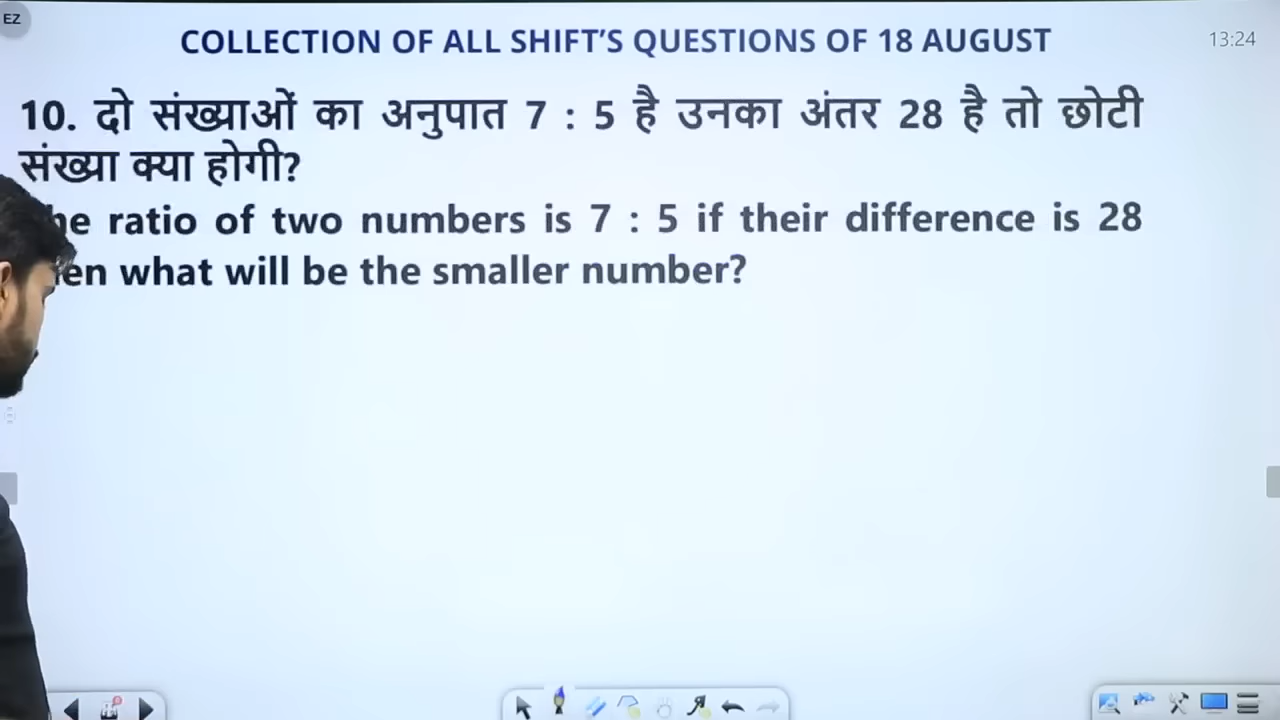 EZ
COLLECTION OF ALL SHIFT'S QUESTIONS OF 18 AUGUST
13:24
10. दो संख्याओं का अनुपात 7 : 5 है उनका अंतर 28 है तो छोटी
संख्या क्या होगी?
ratio of two numbers is 7 : 5 if their difference is 28
what will be the smaller number?